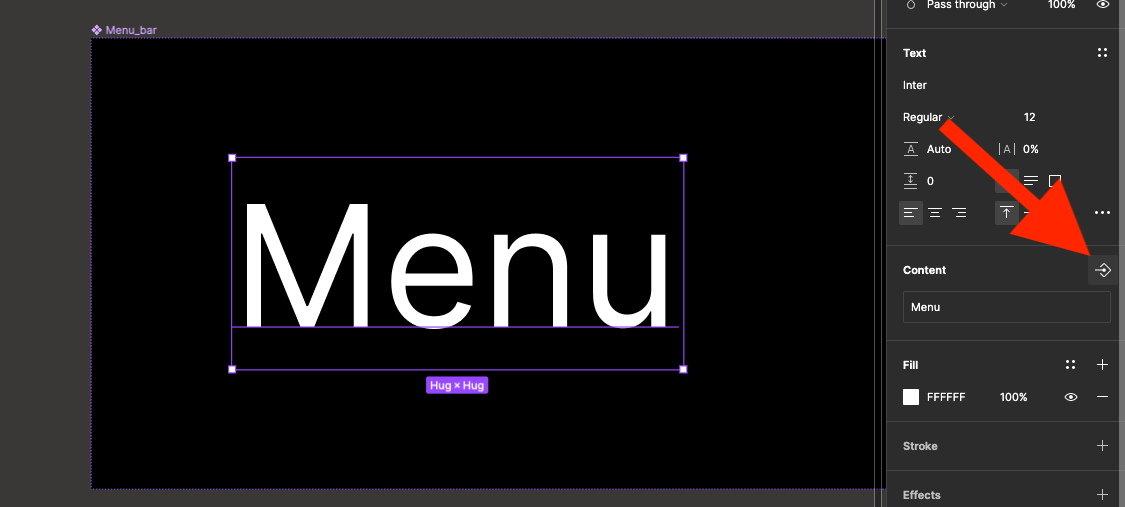 Menu_bar
Menu
Hug × Hug
Pass through 100%
Text
Inter
Regular 12
Auto 0%
0
Content
Menu
Fill
FFFFFF 100%
Stroke
Effects